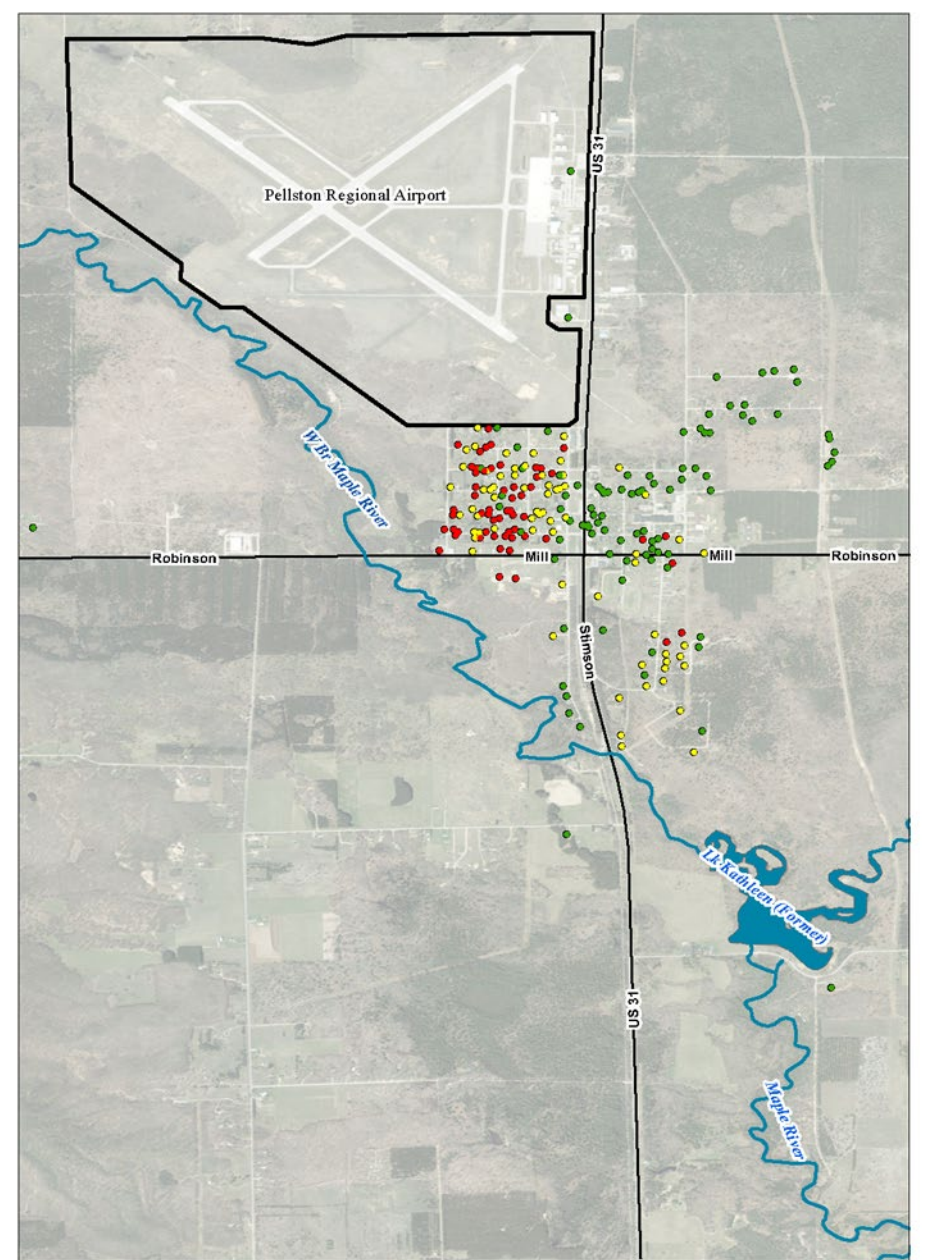 US 31
Pellston Regional Airport
W Br Maple River
Robinson
Mill
Mill
Robinson
Stimson
Lk Kathleen (Former)
US 31
Maple River